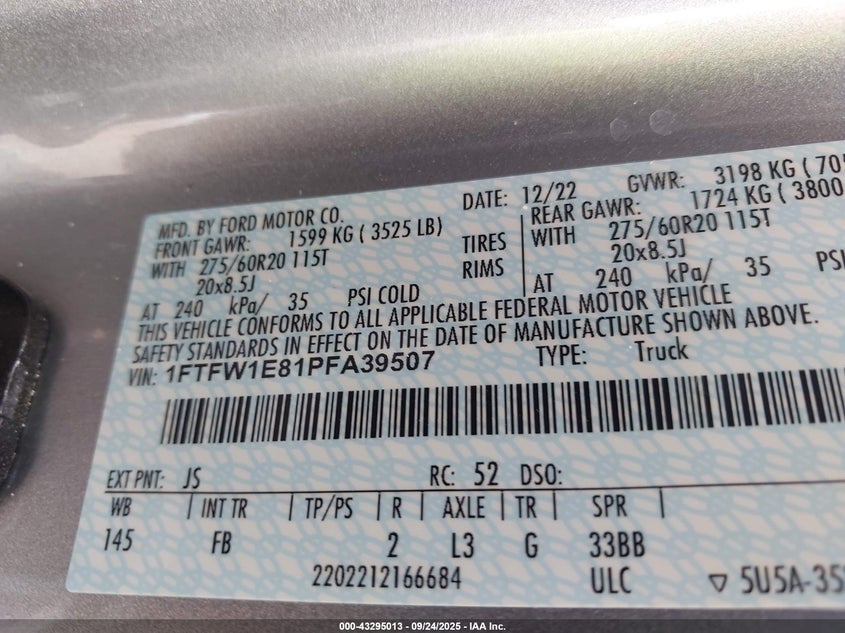 MFD. BY FORD MOTOR CO. DATE: 12/22 GVWR: 3198 KG ( 70
FRONT GAWR: 1599 KG ( 3525 LB) REAR GAWR: 1724 KG ( 3800
WITH 275/60R20 115T TIRES WITH 275/60R20 115T
20x8.5J RIMS 20x8.5J
AT 240 kPa/ 35 PSI COLD AT 240 kPa/ 35 PSI
THIS VEHICLE CONFORMS TO ALL APPLICABLE FEDERAL MOTOR VEHICLE
SAFETY STANDARDS IN EFFECT ON THE DATE OF MANUFACTURE SHOWN ABOVE.
VIN: 1FTFW1E81PFA39507 TYPE: Truck
EXT PNT: JS RC: 52 DSO:
WB INT TR TP/PS R AXLE TR SPR
145 FB 2 L3 G 33BB
2202212166684 ULC ▽ 5U5A-35
000-43295013 - 09/24/2025 - IAA Inc.